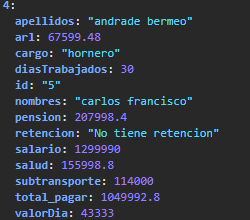 4:
apellidos: "andrade bermeo"
arl: 67599.48
cargo: "hornero"
diasTrabajados: 30
id: "5"
nombres: "carlos francisco"
pension: 207998.4
retencion: "No tiene retencion"
salario: 1299990
salud: 155998.8
subtransporte: 114000
total_pagar: 1049992.8
valorDia: 43333